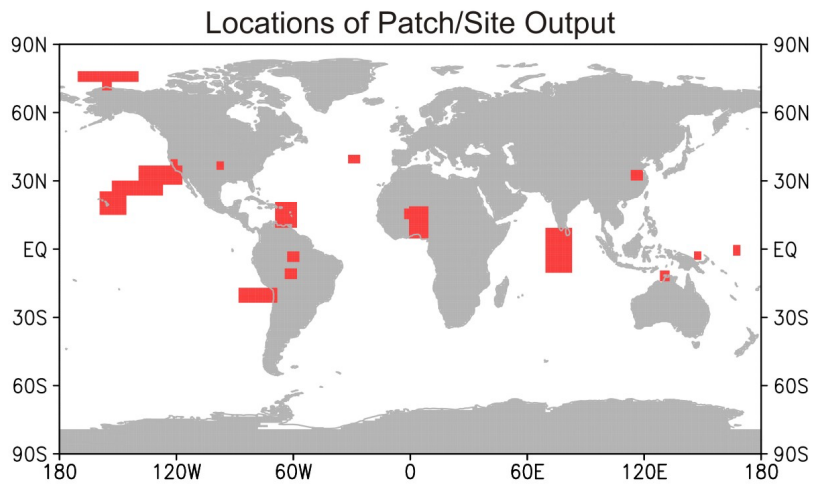 Locations of Patch/Site Output
90N 90N
60N 60N
30N 30N
EQ EQ
30S 30S
60S 60S
90S 90S
180 120W 60W 0 60E 120E 180